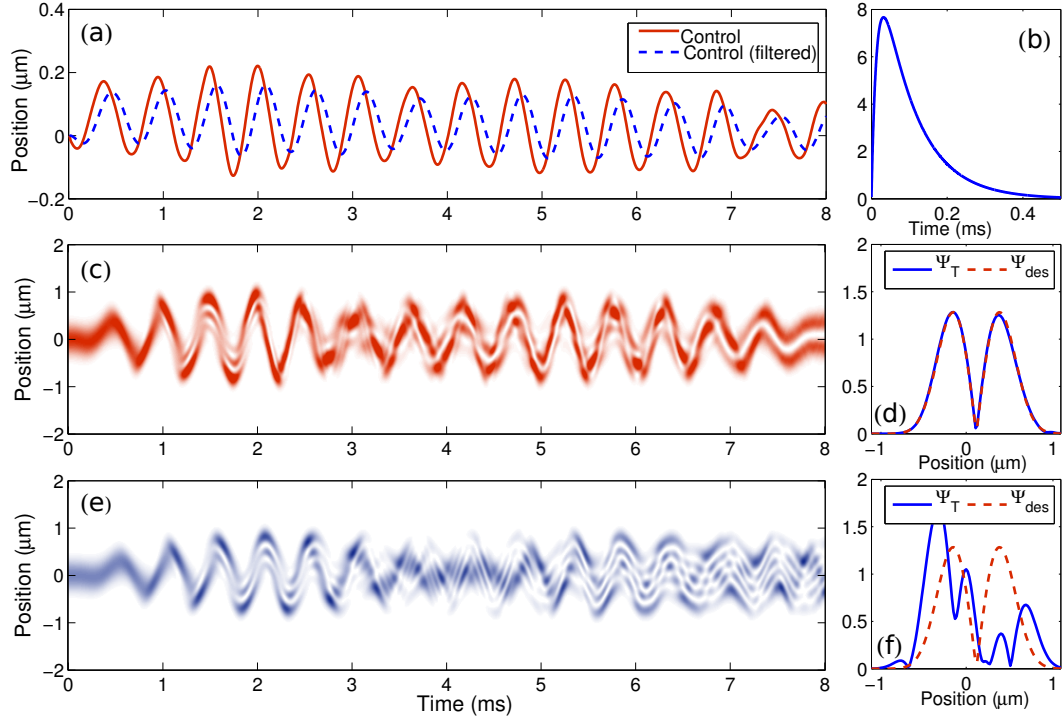 (a)
Control
Control (filtered)
Position (μm)
0.4
0.2
0
−0.2
0 1 2 3 4 5 6 7 8
(b)
8
6
4
2
0
0 0.2 0.4
Time (ms)
(c)
Position (μm)
2
1
0
−1
−2
0 1 2 3 4 5 6 7 8
Ψ_T Ψ_des
2
1.5
1
0.5
0
(d)
−1 0 1
Position (μm)
(e)
Position (μm)
2
1
0
−1
−2
0 1 2 3 4 5 6 7 8
Time (ms)
Ψ_T Ψ_des
2
1.5
1
0.5
0
(f)
−1 0 1
Position (μm)